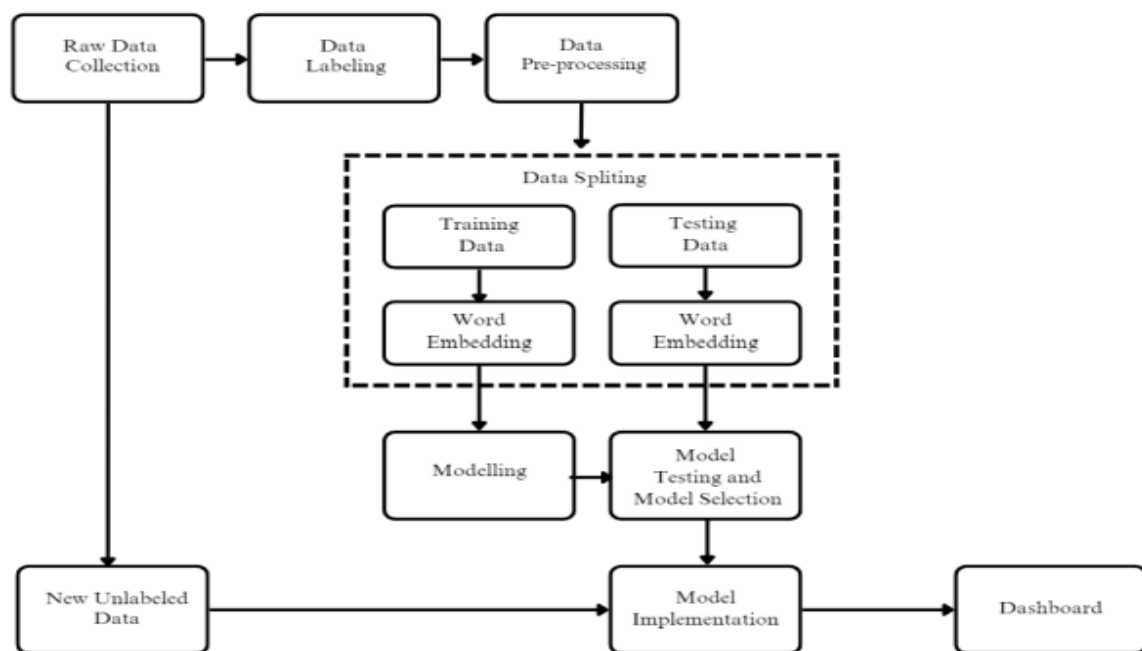 Raw Data
Collection
Data
Labeling
Data
Pre-processing
Data Spliting
Training
Data
Testing
Data
Word
Embedding
Word
Embedding
Modelling
Model
Testing and
Model Selection
New Unlabeled
Data
Model
Implementation
Dashboard